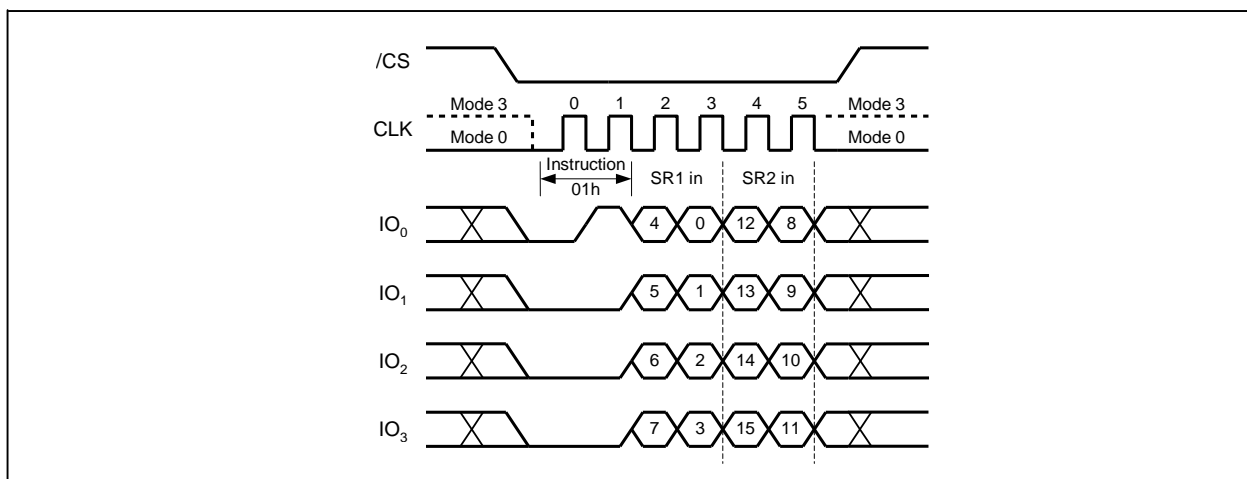 /CS
Mode 3 0 1 2 3 4 5 Mode 3
CLK
Mode 0 Mode 0
Instruction
01h
SR1 in SR2 in
IO0 4 0 12 8
IO1 5 1 13 9
IO2 6 2 14 10
IO3 7 3 15 11